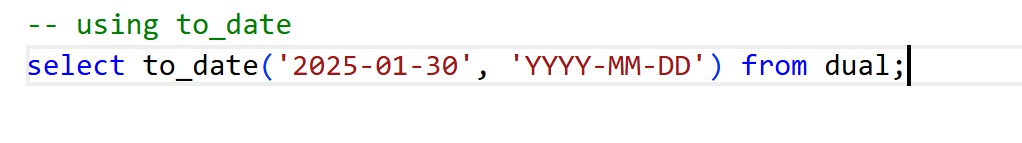 -- using to_date
select to_date('2025-01-30', 'YYYY-MM-DD') from dual;